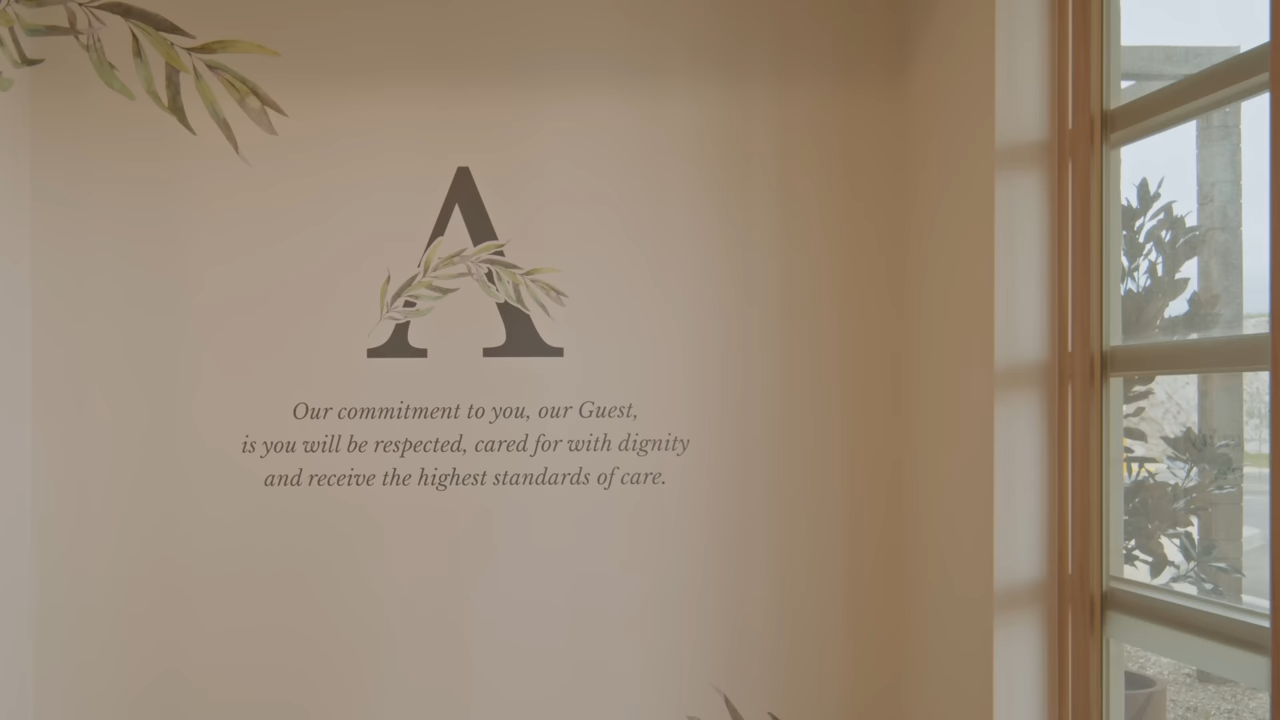 A
Our commitment to you, our Guest,
is you will be respected, cared for with dignity
and receive the highest standards of care.